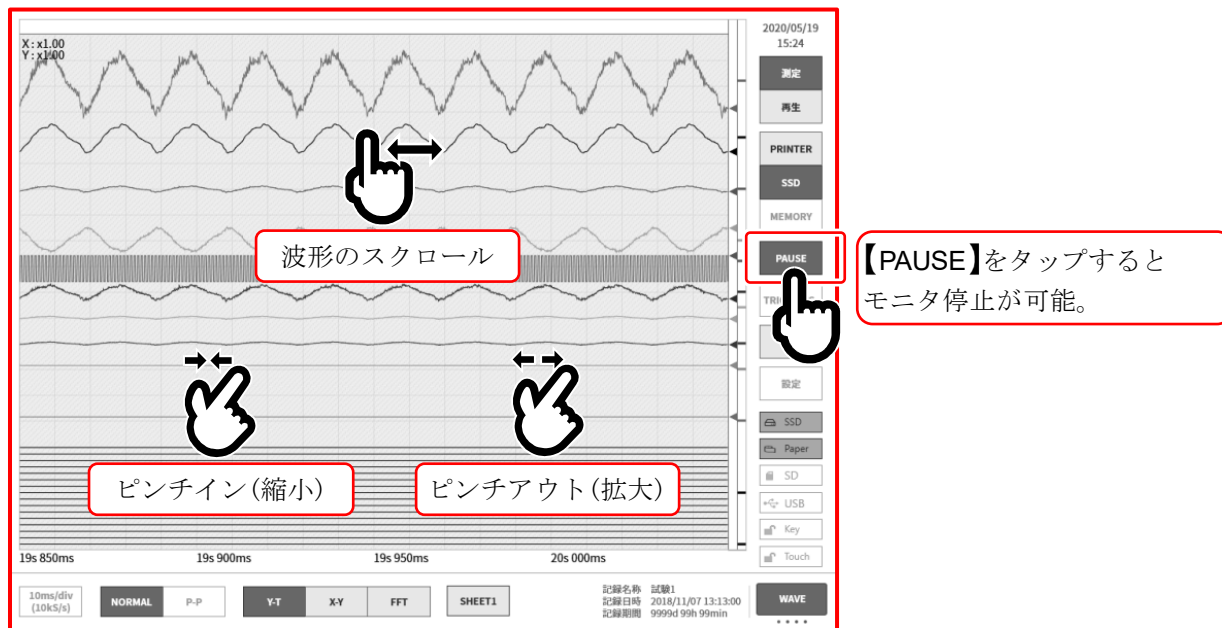 2020/05/19
15:24
X : x1.00
Y : x1.00
測定
再生
PRINTER
SSD
MEMORY
PAUSE
【PAUSE】をタップすると
モニタ停止が可能。
波形のスクロール
設定
SSD
Paper
SD
USB
Key
Touch
ピンチイン(縮小)
ピンチアウト(拡大)
19s 850ms
19s 900ms
19s 950ms
20s 000ms
10ms/div
(10kS/s)
NORMAL
P-P
Y-T
X-Y
FFT
SHEET1
記録名称 試験1
記録日時 2018/11/07 13:13:00
記録期間 9999d 99h 99min
WAVE